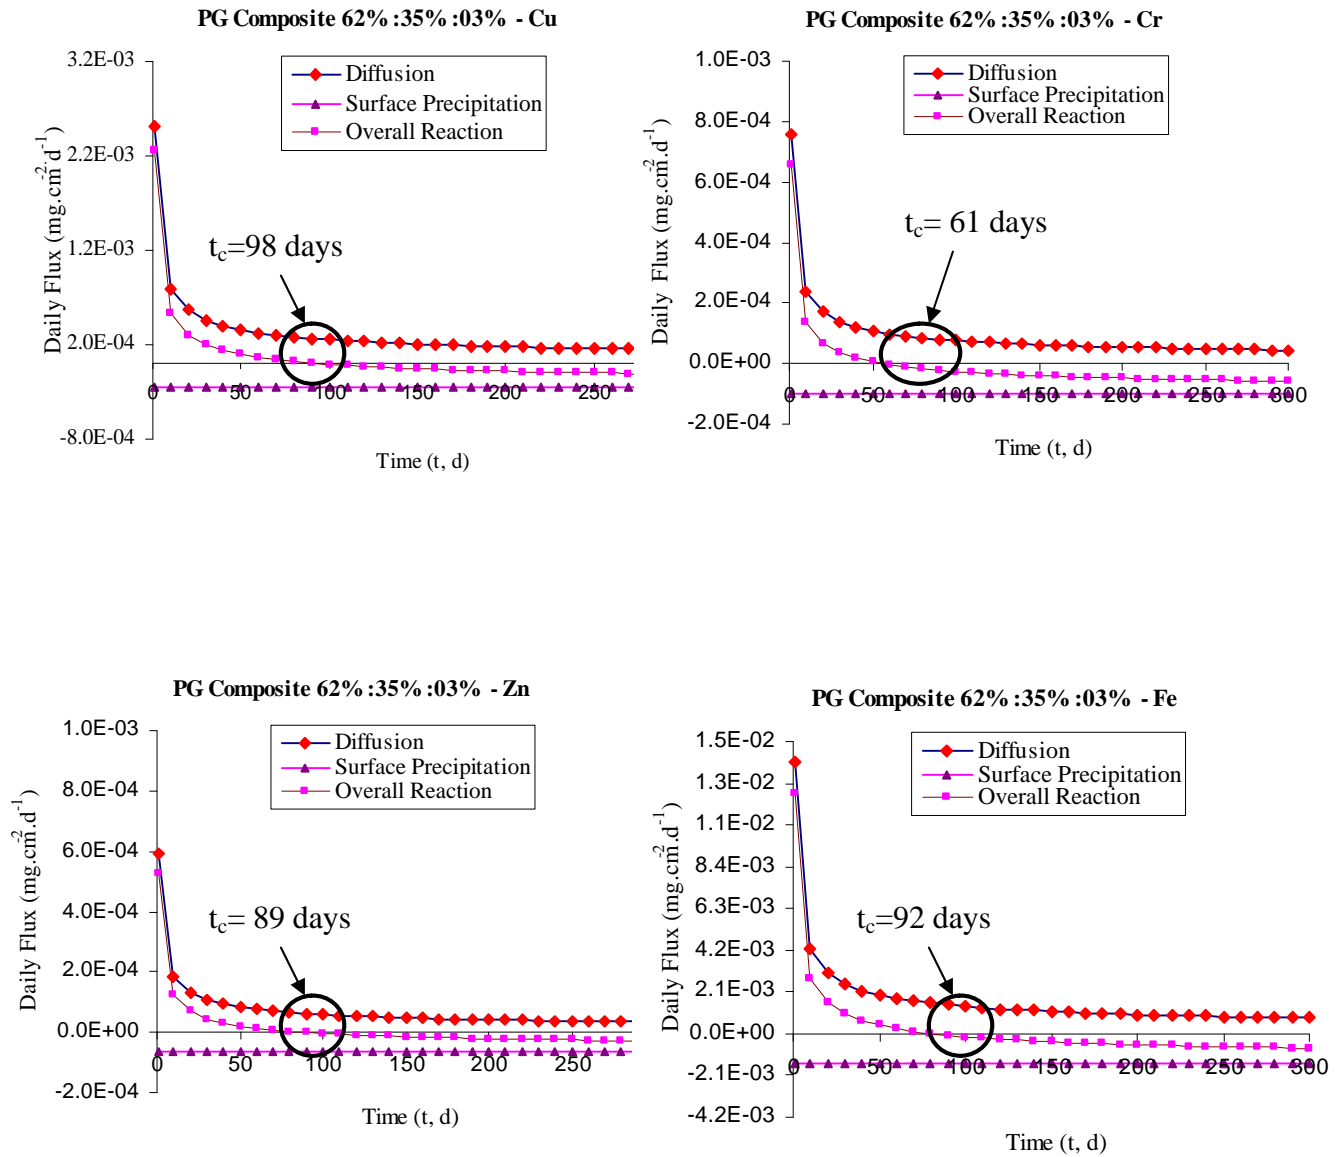 PG Composite 62%:35%:03% - Cu
3.2E-03
2.2E-03
1.2E-03
2.0E-04
-8.0E-04
Daily Flux (mg.cm-2.d-1)
Diffusion
Surface Precipitation
Overall Reaction
tc=98 days
0 50 100 150 200 250
Time (t, d)
PG Composite 62%:35%:03% - Cr
1.0E-03
8.0E-04
6.0E-04
4.0E-04
2.0E-04
0.0E+00
-2.0E-04
Daily Flux (mg.cm-2.d-1)
Diffusion
Surface Precipitation
Overall Reaction
tc= 61 days
0 50 100 150 200 250 300
Time (t, d)
PG Composite 62%:35%:03% - Zn
1.0E-03
8.0E-04
6.0E-04
4.0E-04
2.0E-04
0.0E+00
-2.0E-04
Daily Flux (mg.cm-2.d-1)
Diffusion
Surface Precipitation
Overall Reaction
tc= 89 days
0 50 100 150 200 250
Time (t, d)
PG Composite 62%:35%:03% - Fe
1.5E-02
1.3E-02
1.1E-02
8.4E-03
6.3E-03
4.2E-03
2.1E-03
0.0E+00
-2.1E-03
-4.2E-03
Daily Flux (mg.cm-2.d-1)
Diffusion
Surface Precipitation
Overall Reaction
tc=92 days
0 50 100 150 200 250 300
Time (t, d)